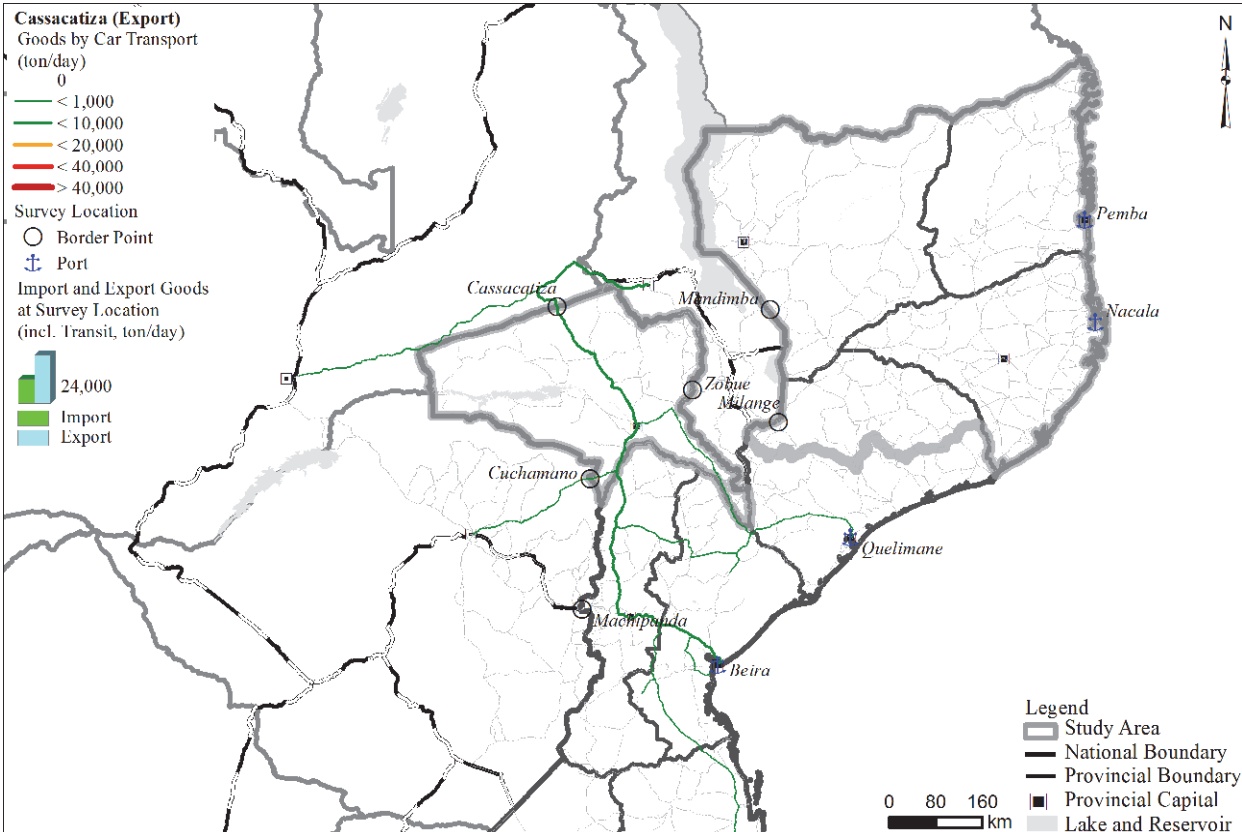 Cassacatiza (Export)
Goods by Car Transport
(ton/day)
0
< 1,000
< 10,000
< 20,000
< 40,000
> 40,000
Survey Location
Border Point
Port
Import and Export Goods
at Survey Location
(incl. Transit, ton/day)
24,000
Import
Export
N
Pemba
Cassacatiza
Mandimba
Nacala
Zobue
Milange
Cuchamano
Quelimane
Machipanda
Beira
Legend
Study Area
National Boundary
Provincial Boundary
Provincial Capital
Lake and Reservoir
0 80 160
km